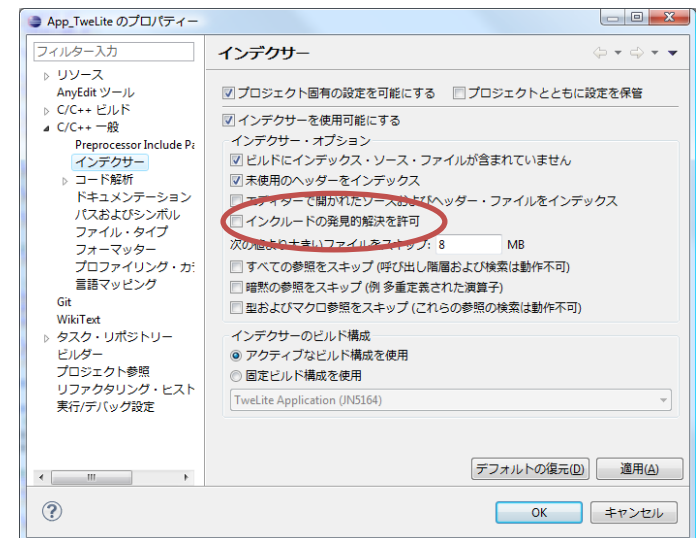 App_TweLite のプロパティー
フィルター入力
リソース
AnyEdit ツール
C/C++ ビルド
C/C++ 一般
Preprocessor Include Pa
インデクサー
コード解析
ドキュメンテーション
パスおよびシンボル
ファイル・タイプ
フォーマッター
プロファイリング・カテ
言語マッピング
Git
WikiText
タスク・リポジトリー
ビルダー
プロジェクト参照
リファクタリング・ヒスト
実行/デバッグ設定
インデクサー
プロジェクト固有の設定を可能にする プロジェクトとともに設定を保管
インデクサーを使用可能にする
インデクサー・オプション
ビルドにインデックス・ソース・ファイルが含まれていません
未使用のヘッダーをインデックス
エディターで開かれたソースおよびヘッダー・ファイルをインデックス
インクルードの発見的解決を許可
次の値より大きいファイルをスキップ: 8 MB
すべての参照をスキップ (呼び出し階層および検索は動作不可)
暗黙の参照をスキップ (例 多重定義された演算子)
型およびマクロ参照をスキップ (これらの参照の検索は動作不可)
インデクサーのビルド構成
アクティブなビルド構成を使用
固定ビルド構成を使用
TweLite Application (JN5164)
デフォルトの復元(D) 適用(A)
OK キャンセル